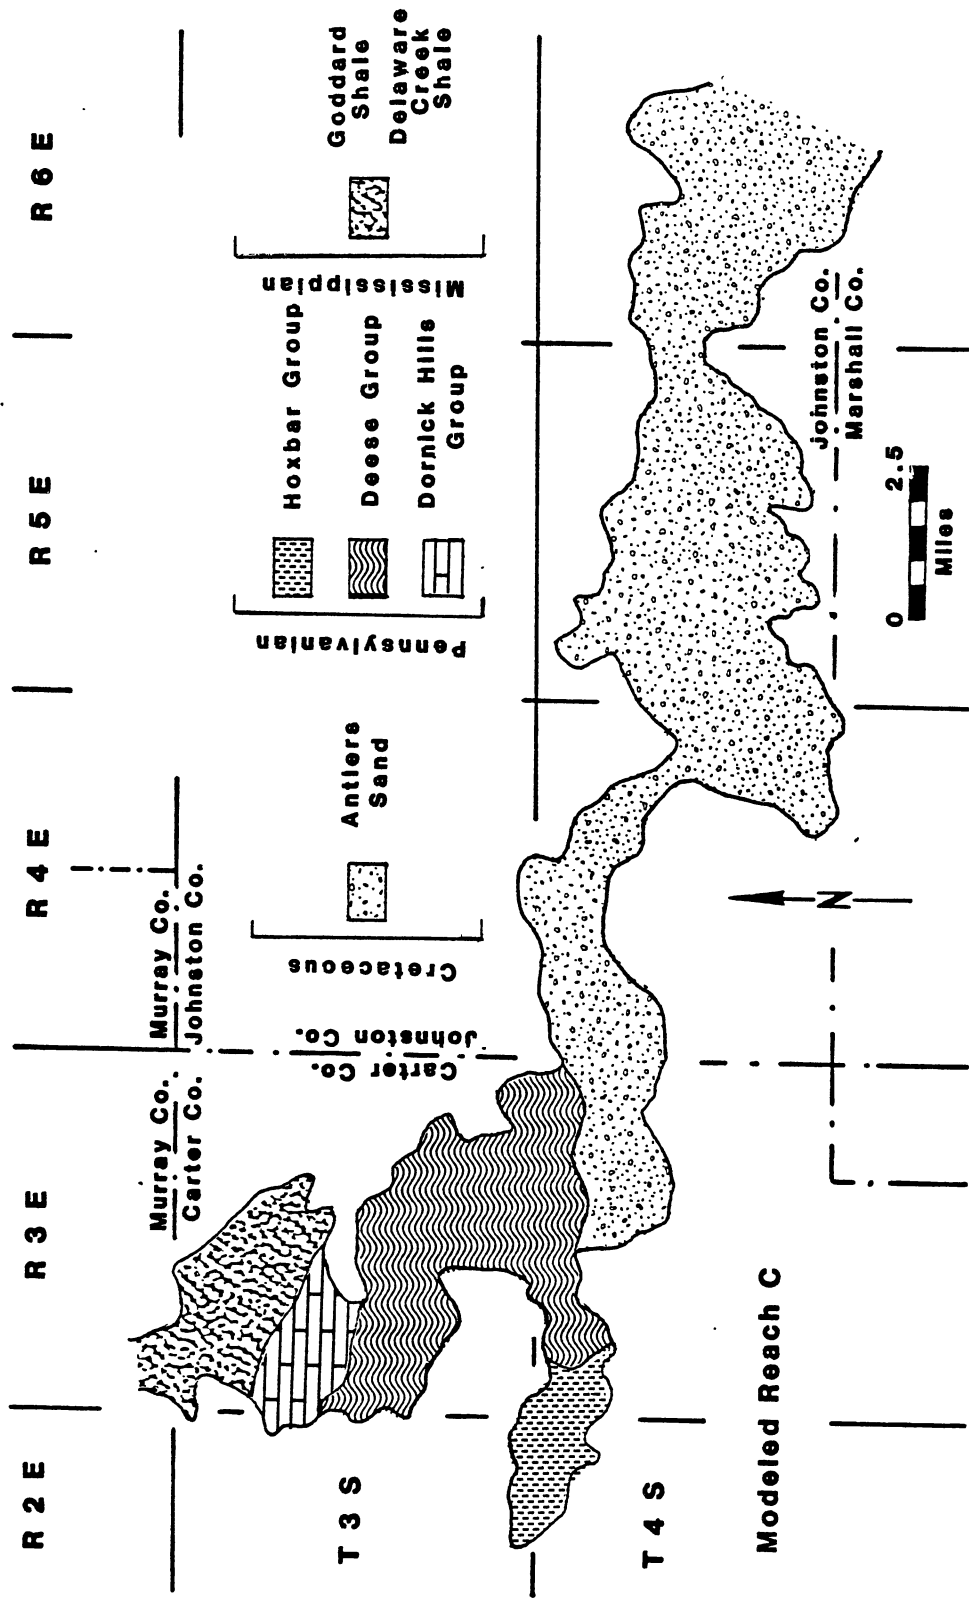 R 2 E
R 3 E
R 4 E
R 5 E
R 6 E
Murray Co.
Carter Co.
Murray Co.
Johnston Co.
Carter Co.
Johnston Co.
T 3 S
T 4 S
Cretaceous
Antlers
Sand
Pennsylvanian
Hoxbar Group
Deese Group
Dornick Hills
Group
Mississippian
Goddard
Shale
Delaware
Creek
Shale
Johnston Co.
Marshall Co.
N
0
2.5
Miles
Modeled Reach C